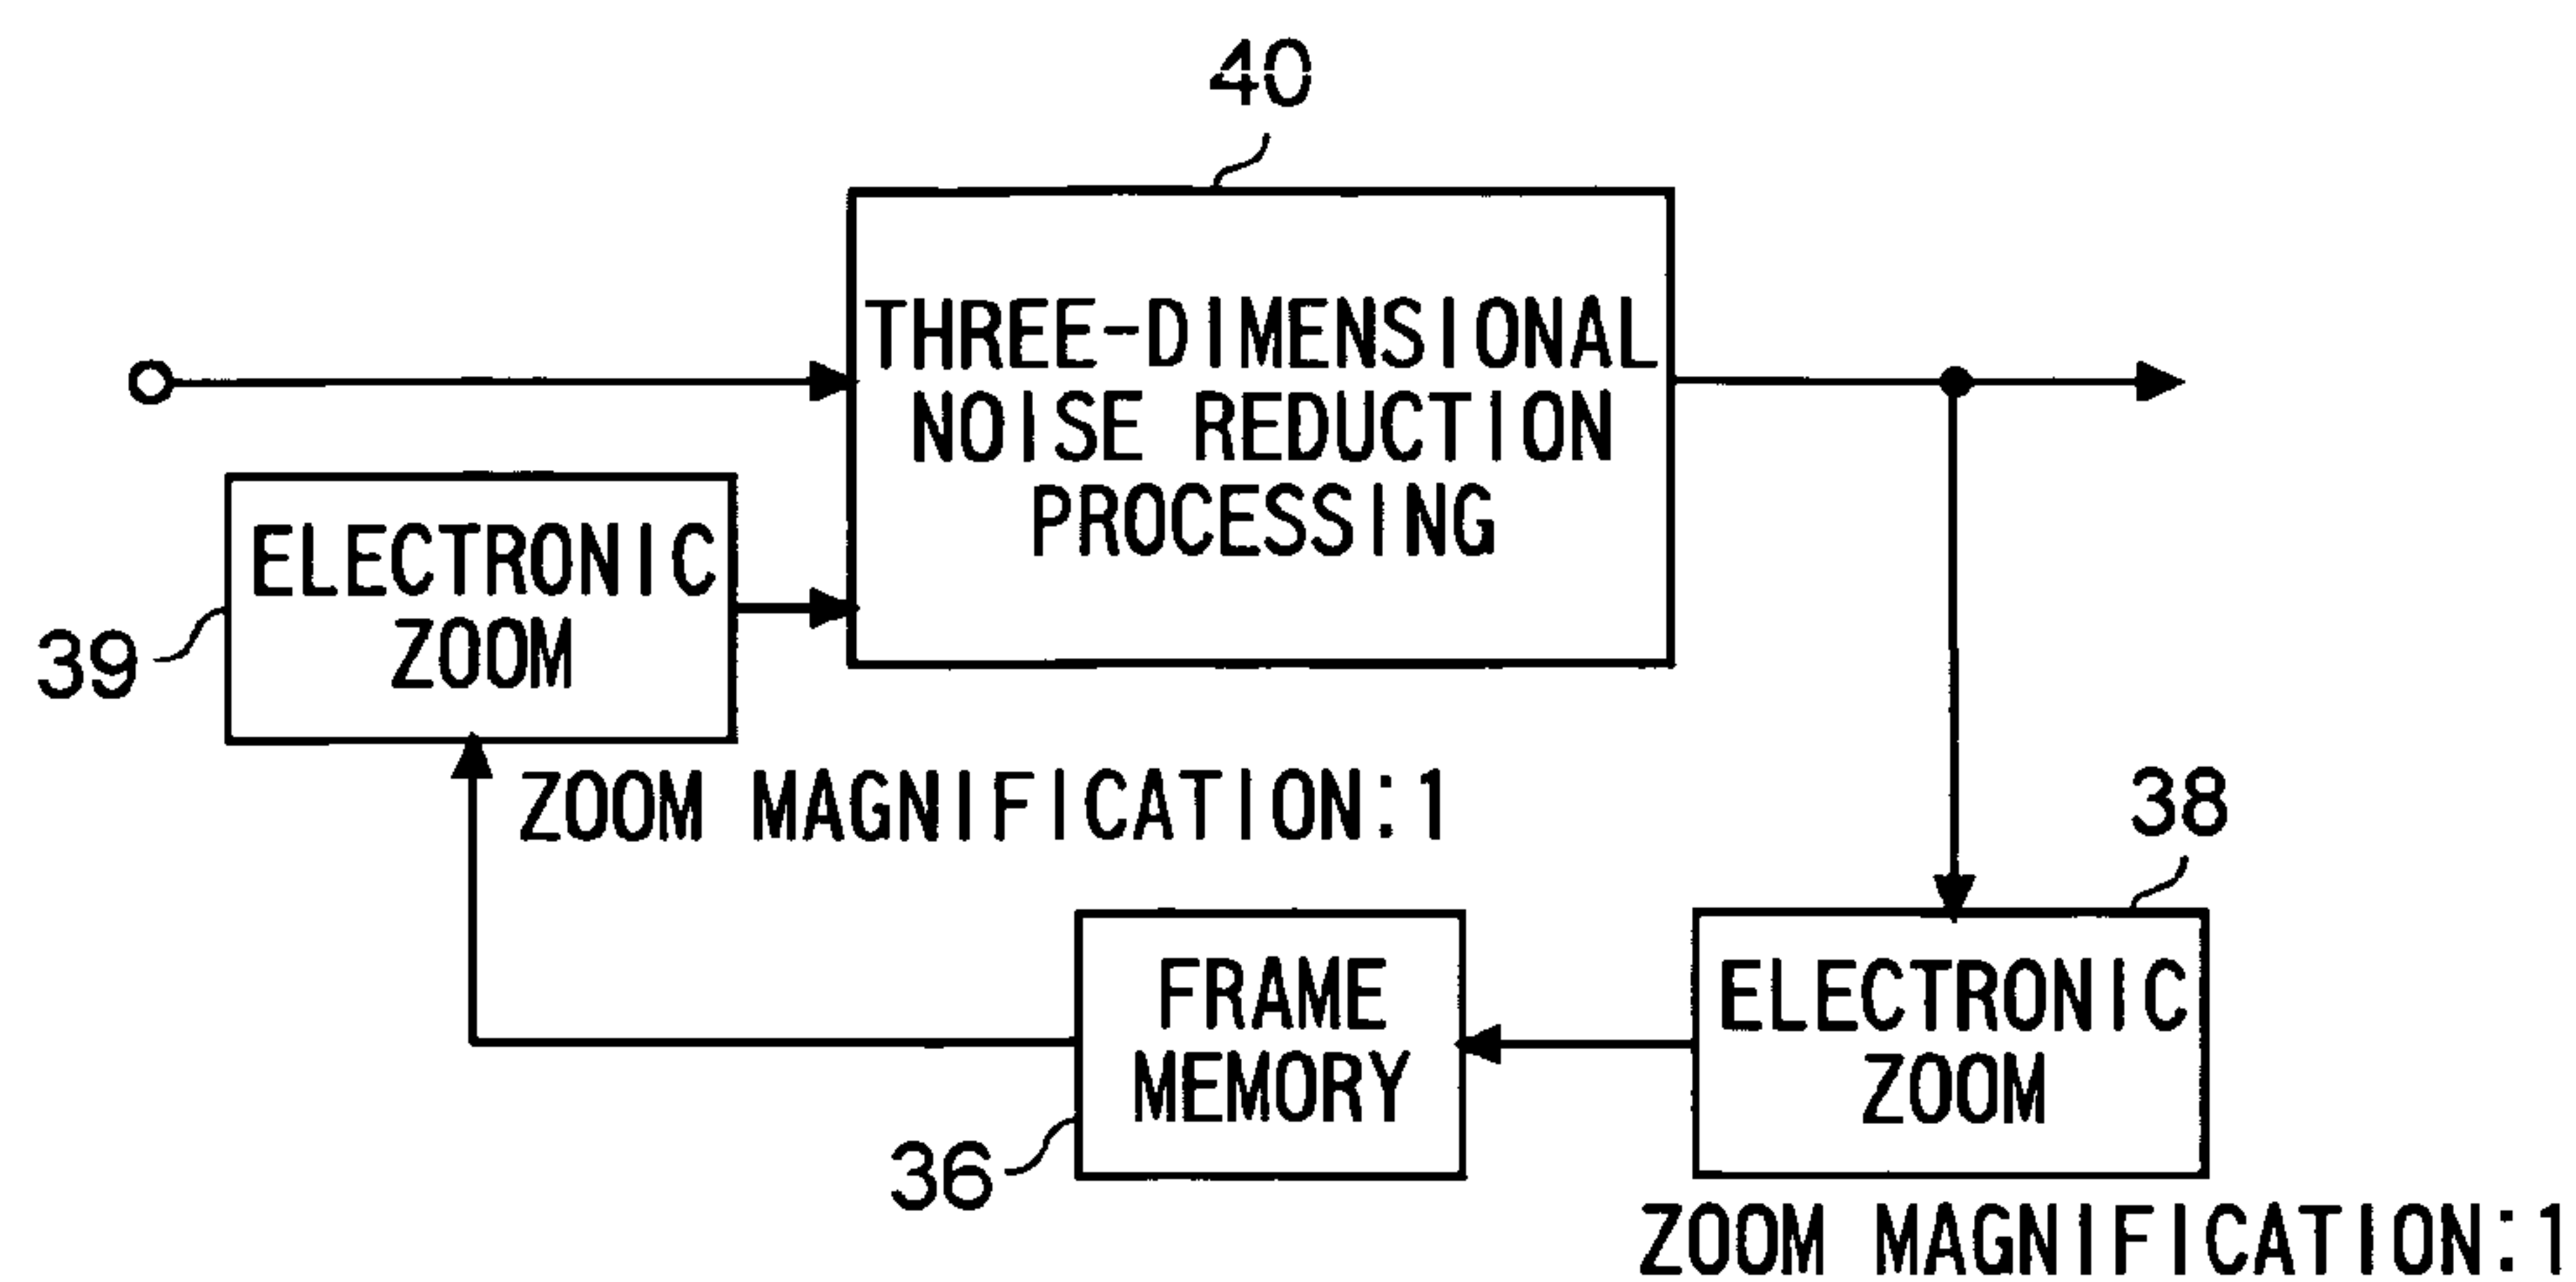 40
THREE-DIMENSIONAL
NOISE REDUCTION
PROCESSING
ELECTRONIC
ZOOM
39
ZOOM MAGNIFICATION:1
38
FRAME
MEMORY
36
ELECTRONIC
ZOOM
ZOOM MAGNIFICATION:1